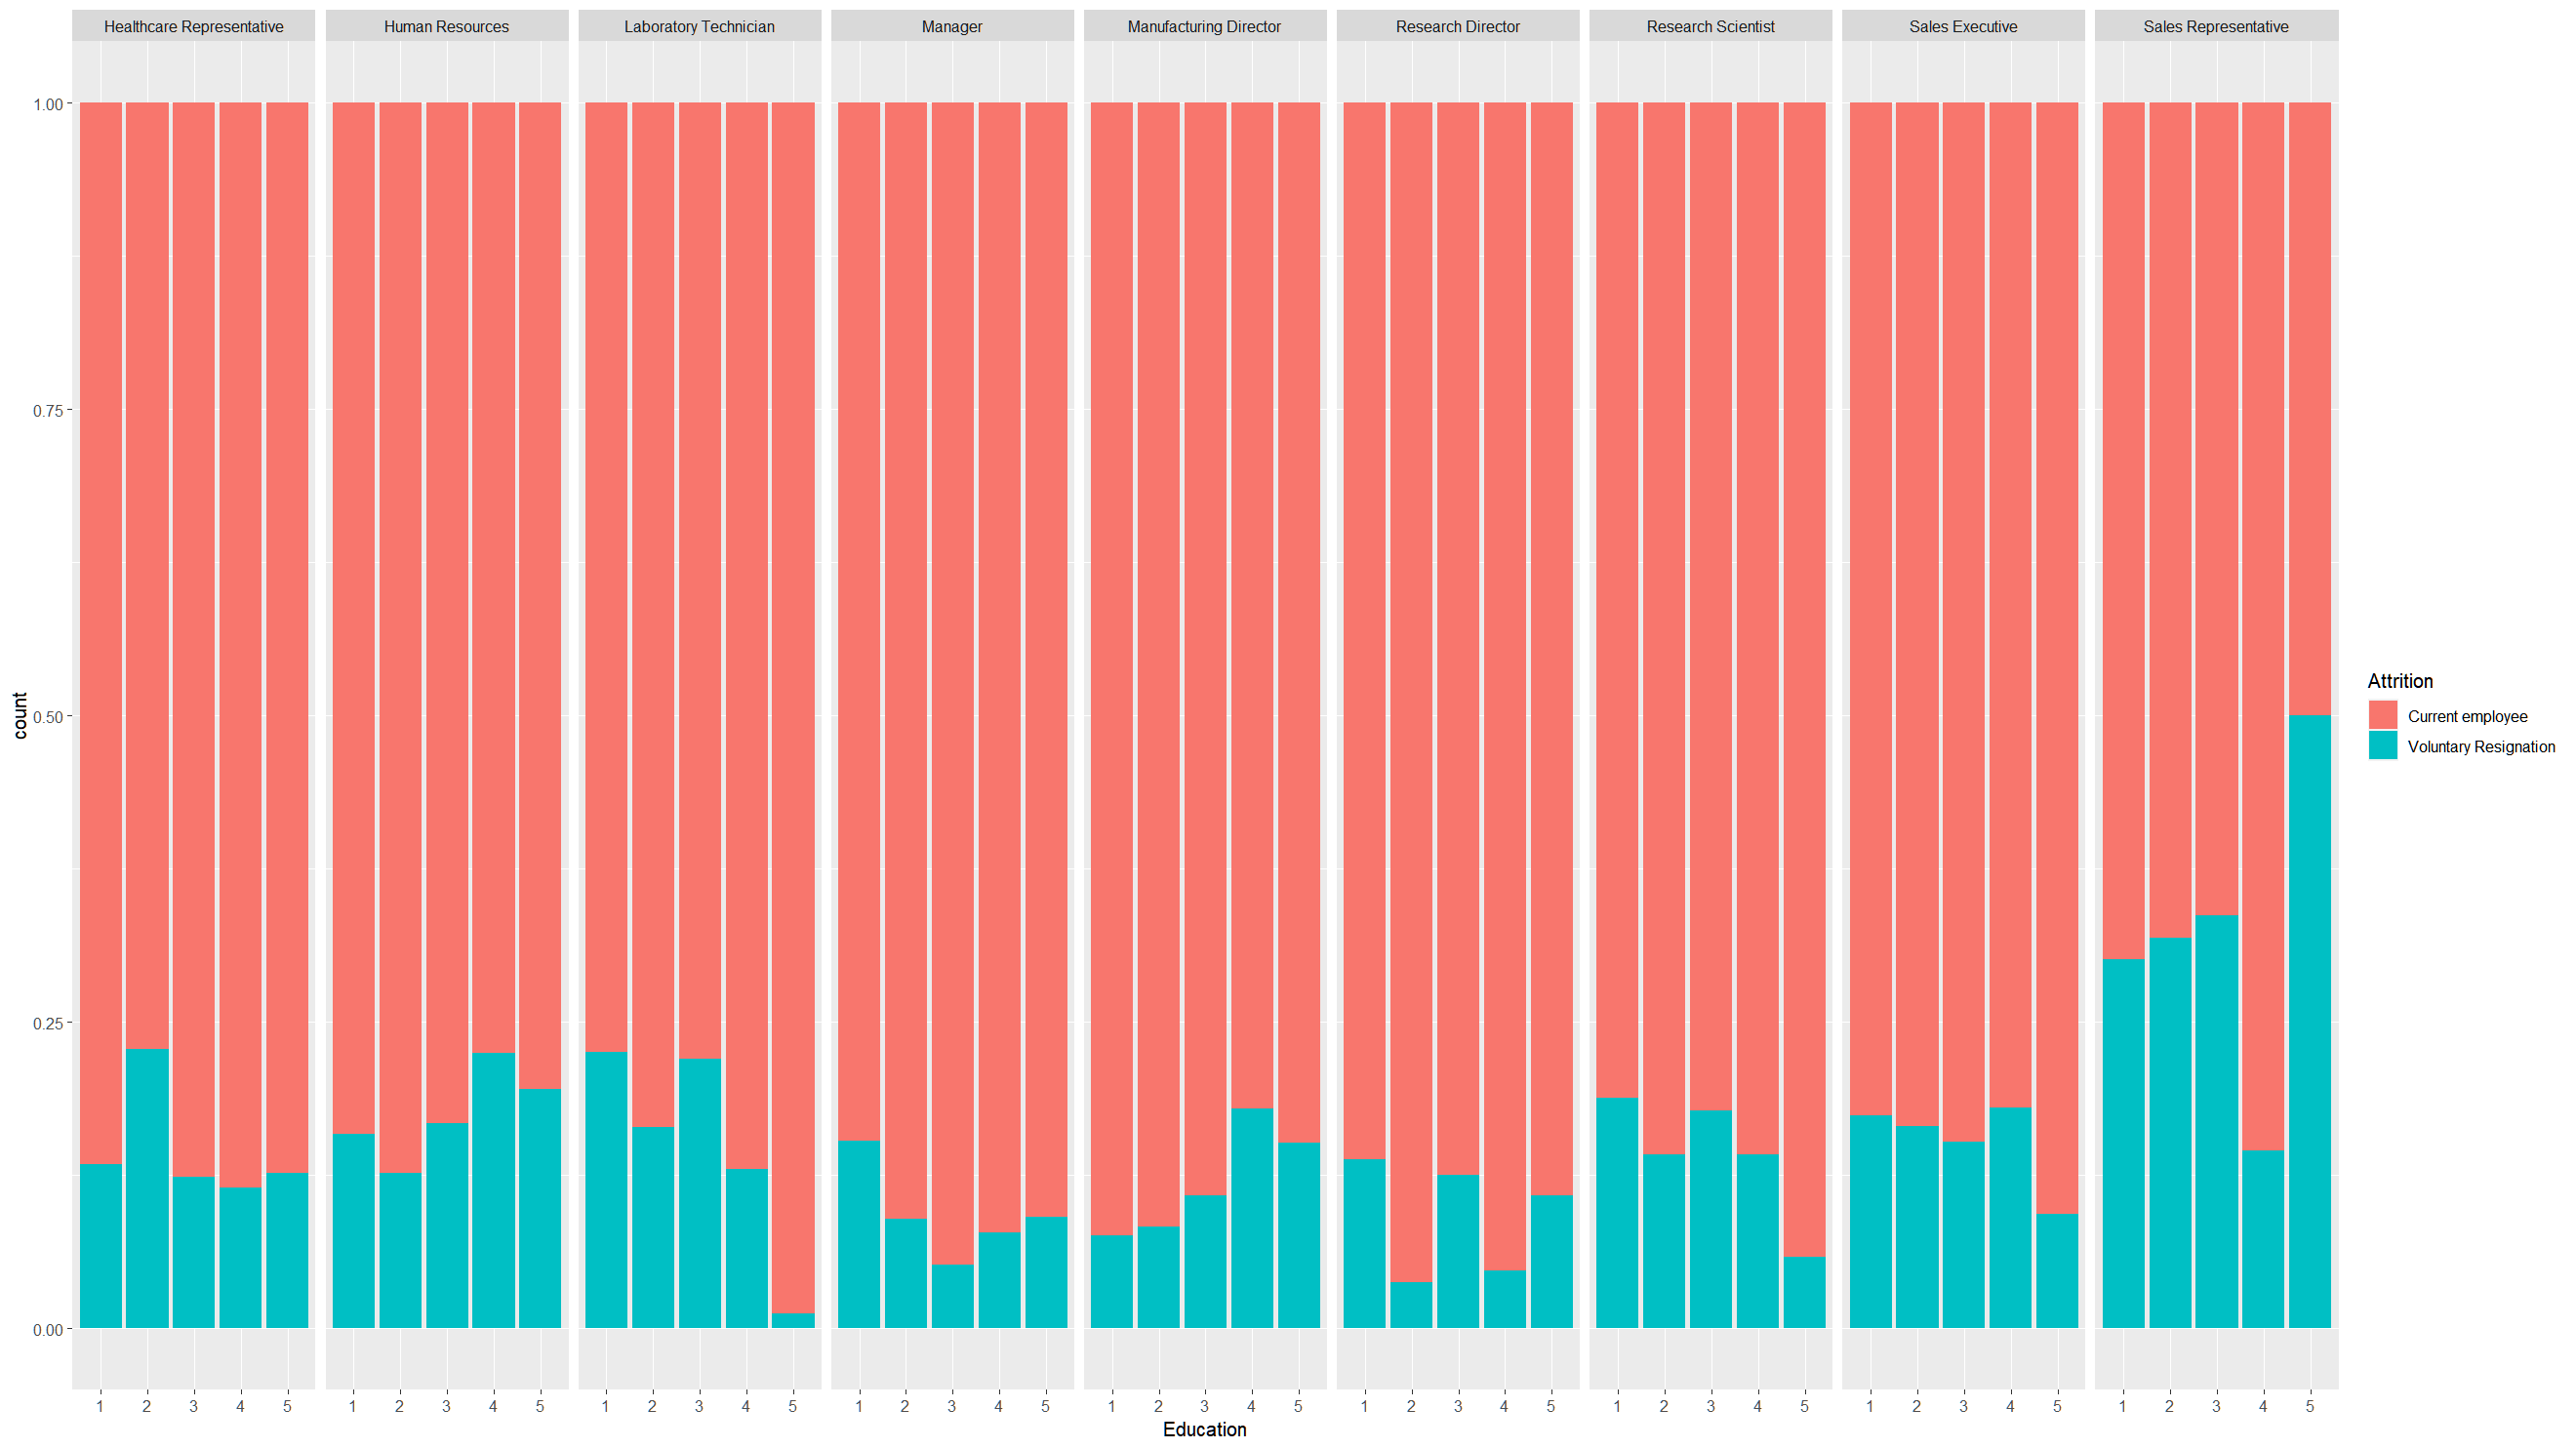 Healthcare Representative Human Resources Laboratory Technician Manager Manufacturing Director Research Director Research Scientist Sales Executive Sales Representative
1.00
0.75
0.50
0.25
0.00
count
Attrition
Current employee
Voluntary Resignation
1 2 3 4 5 1 2 3 4 5 1 2 3 4 5 1 2 3 4 5 1 2 3 4 5 1 2 3 4 5 1 2 3 4 5 1 2 3 4 5 1 2 3 4 5
Education